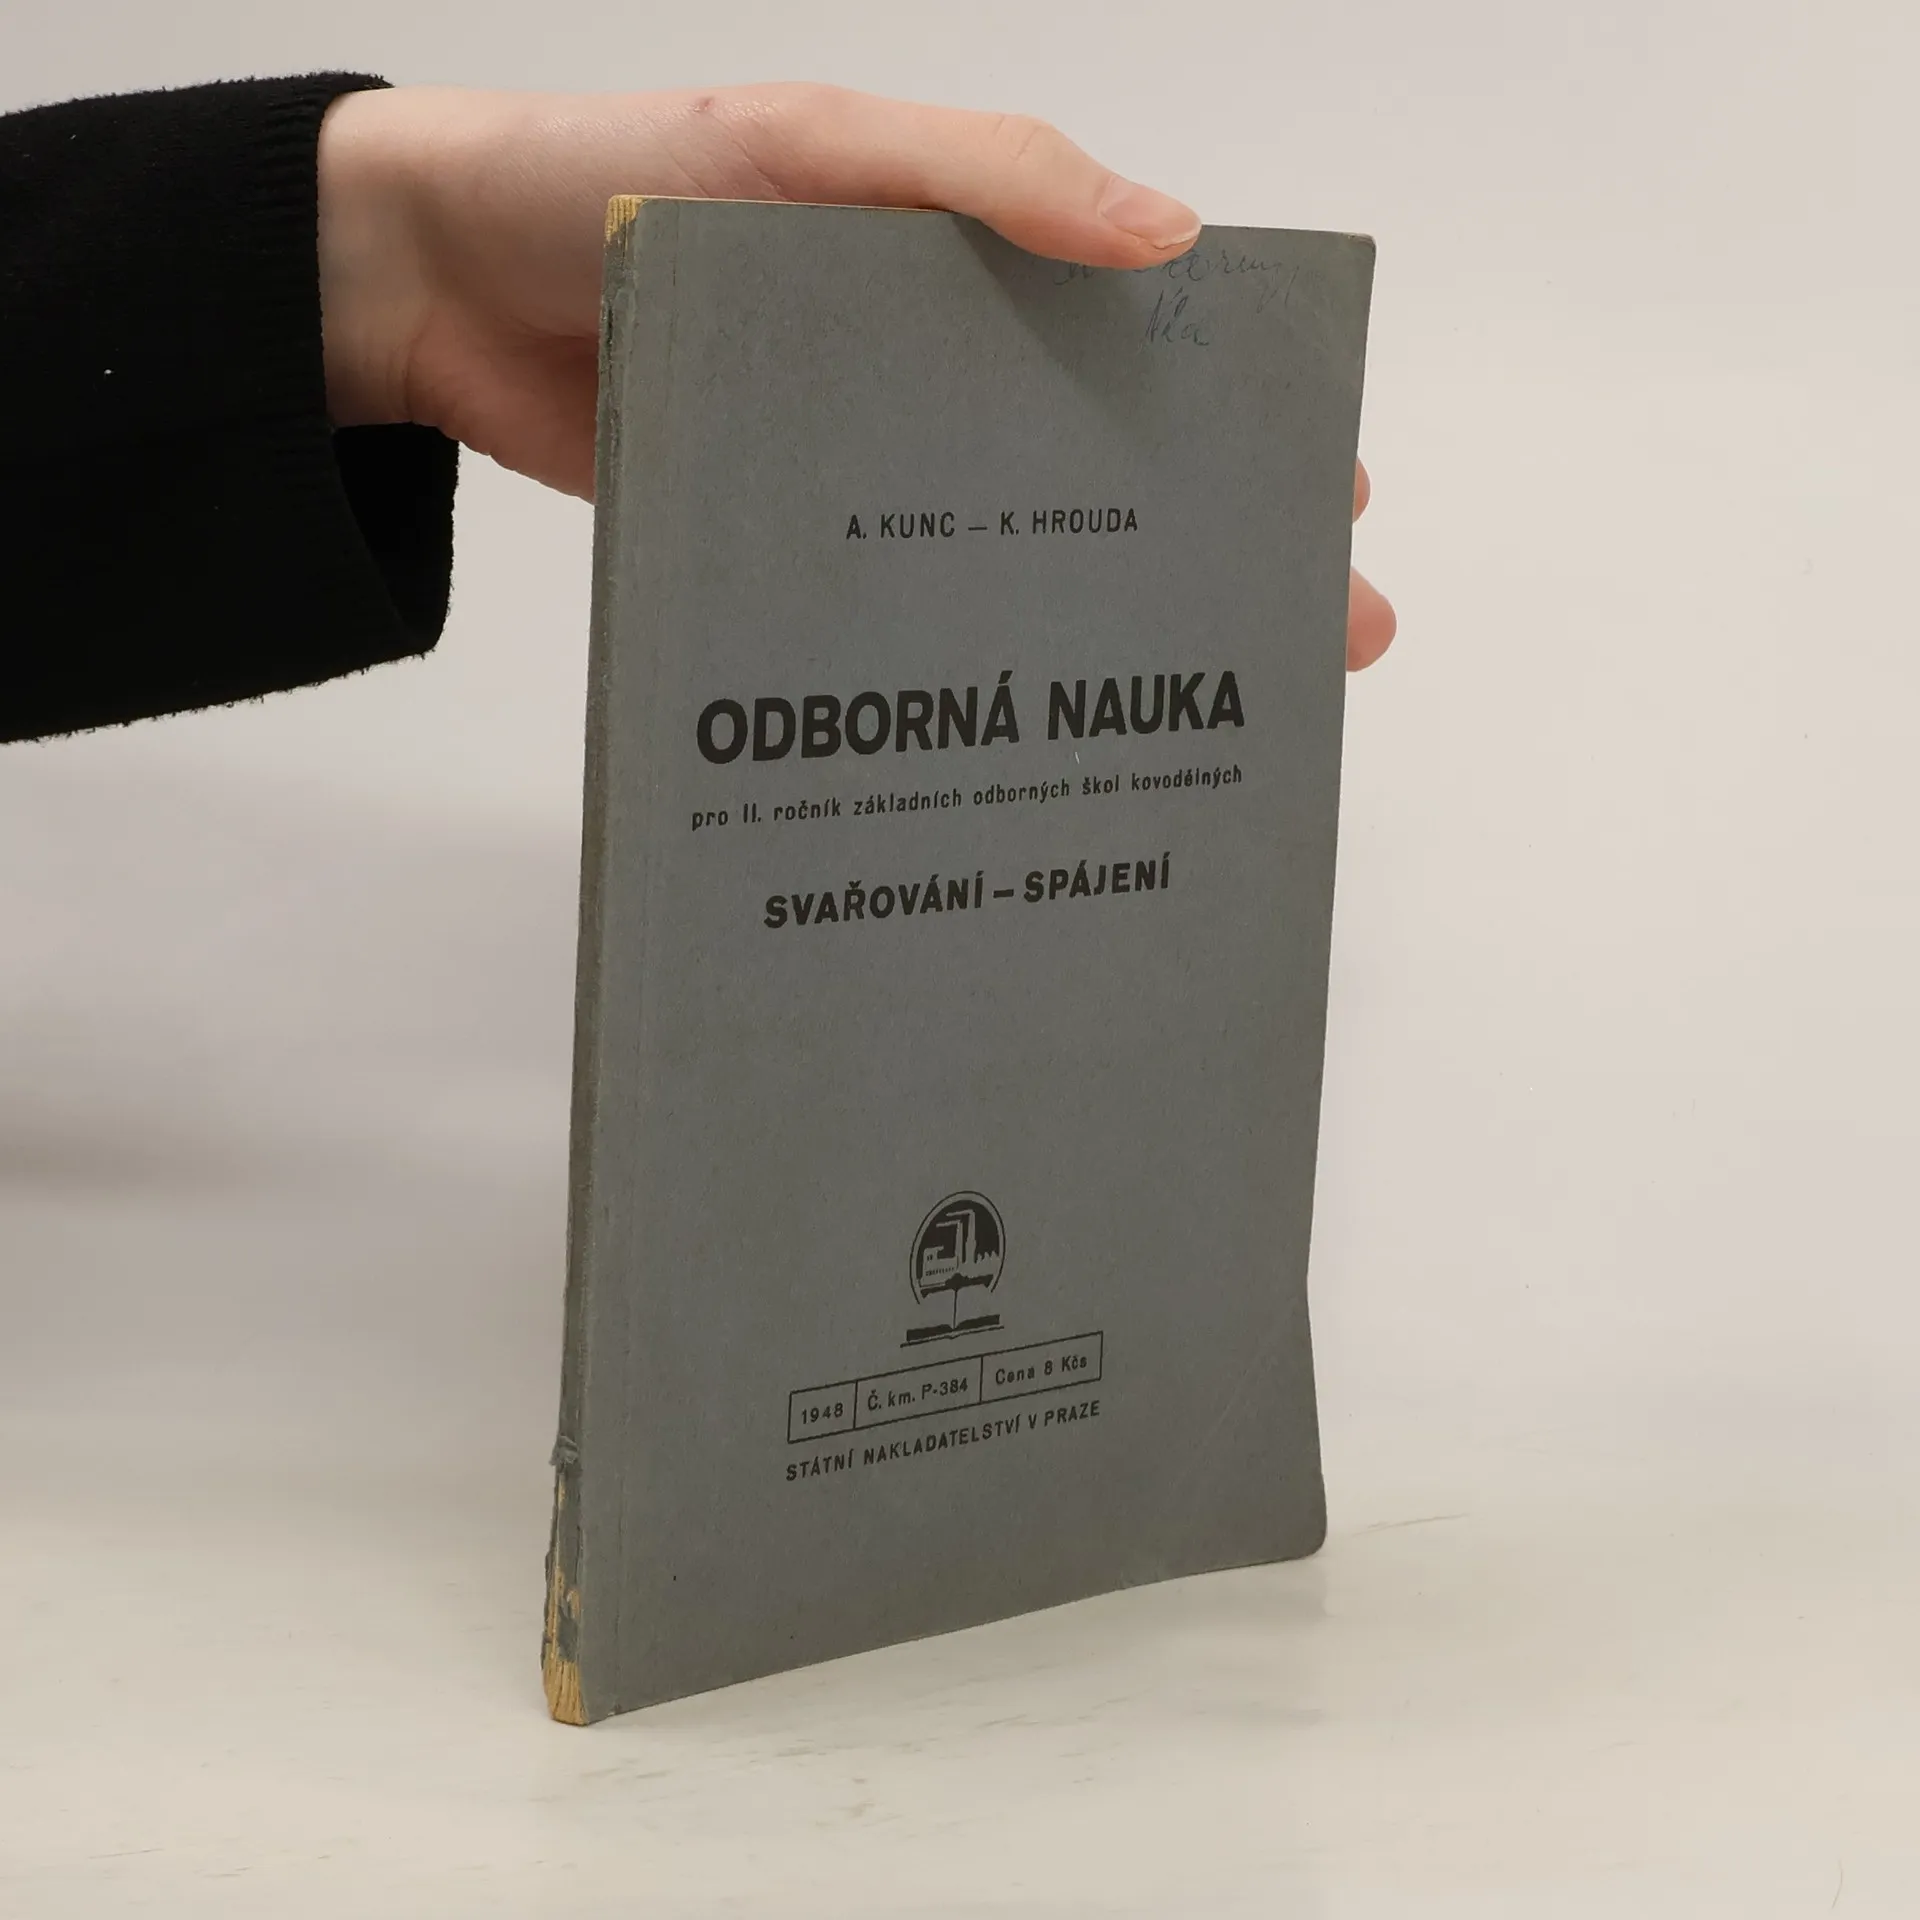 A. KUNC — K. HROUDA
ODBORNÁ NAUKA
pro II. ročník základních odborných škol kovodělných
SVAŘOVÁNÍ – SPÁJENÍ
1948 Č. km. P-384 Cena 8 Kčs
STÁTNÍ NAKLADATELSTVÍ V PRAZE